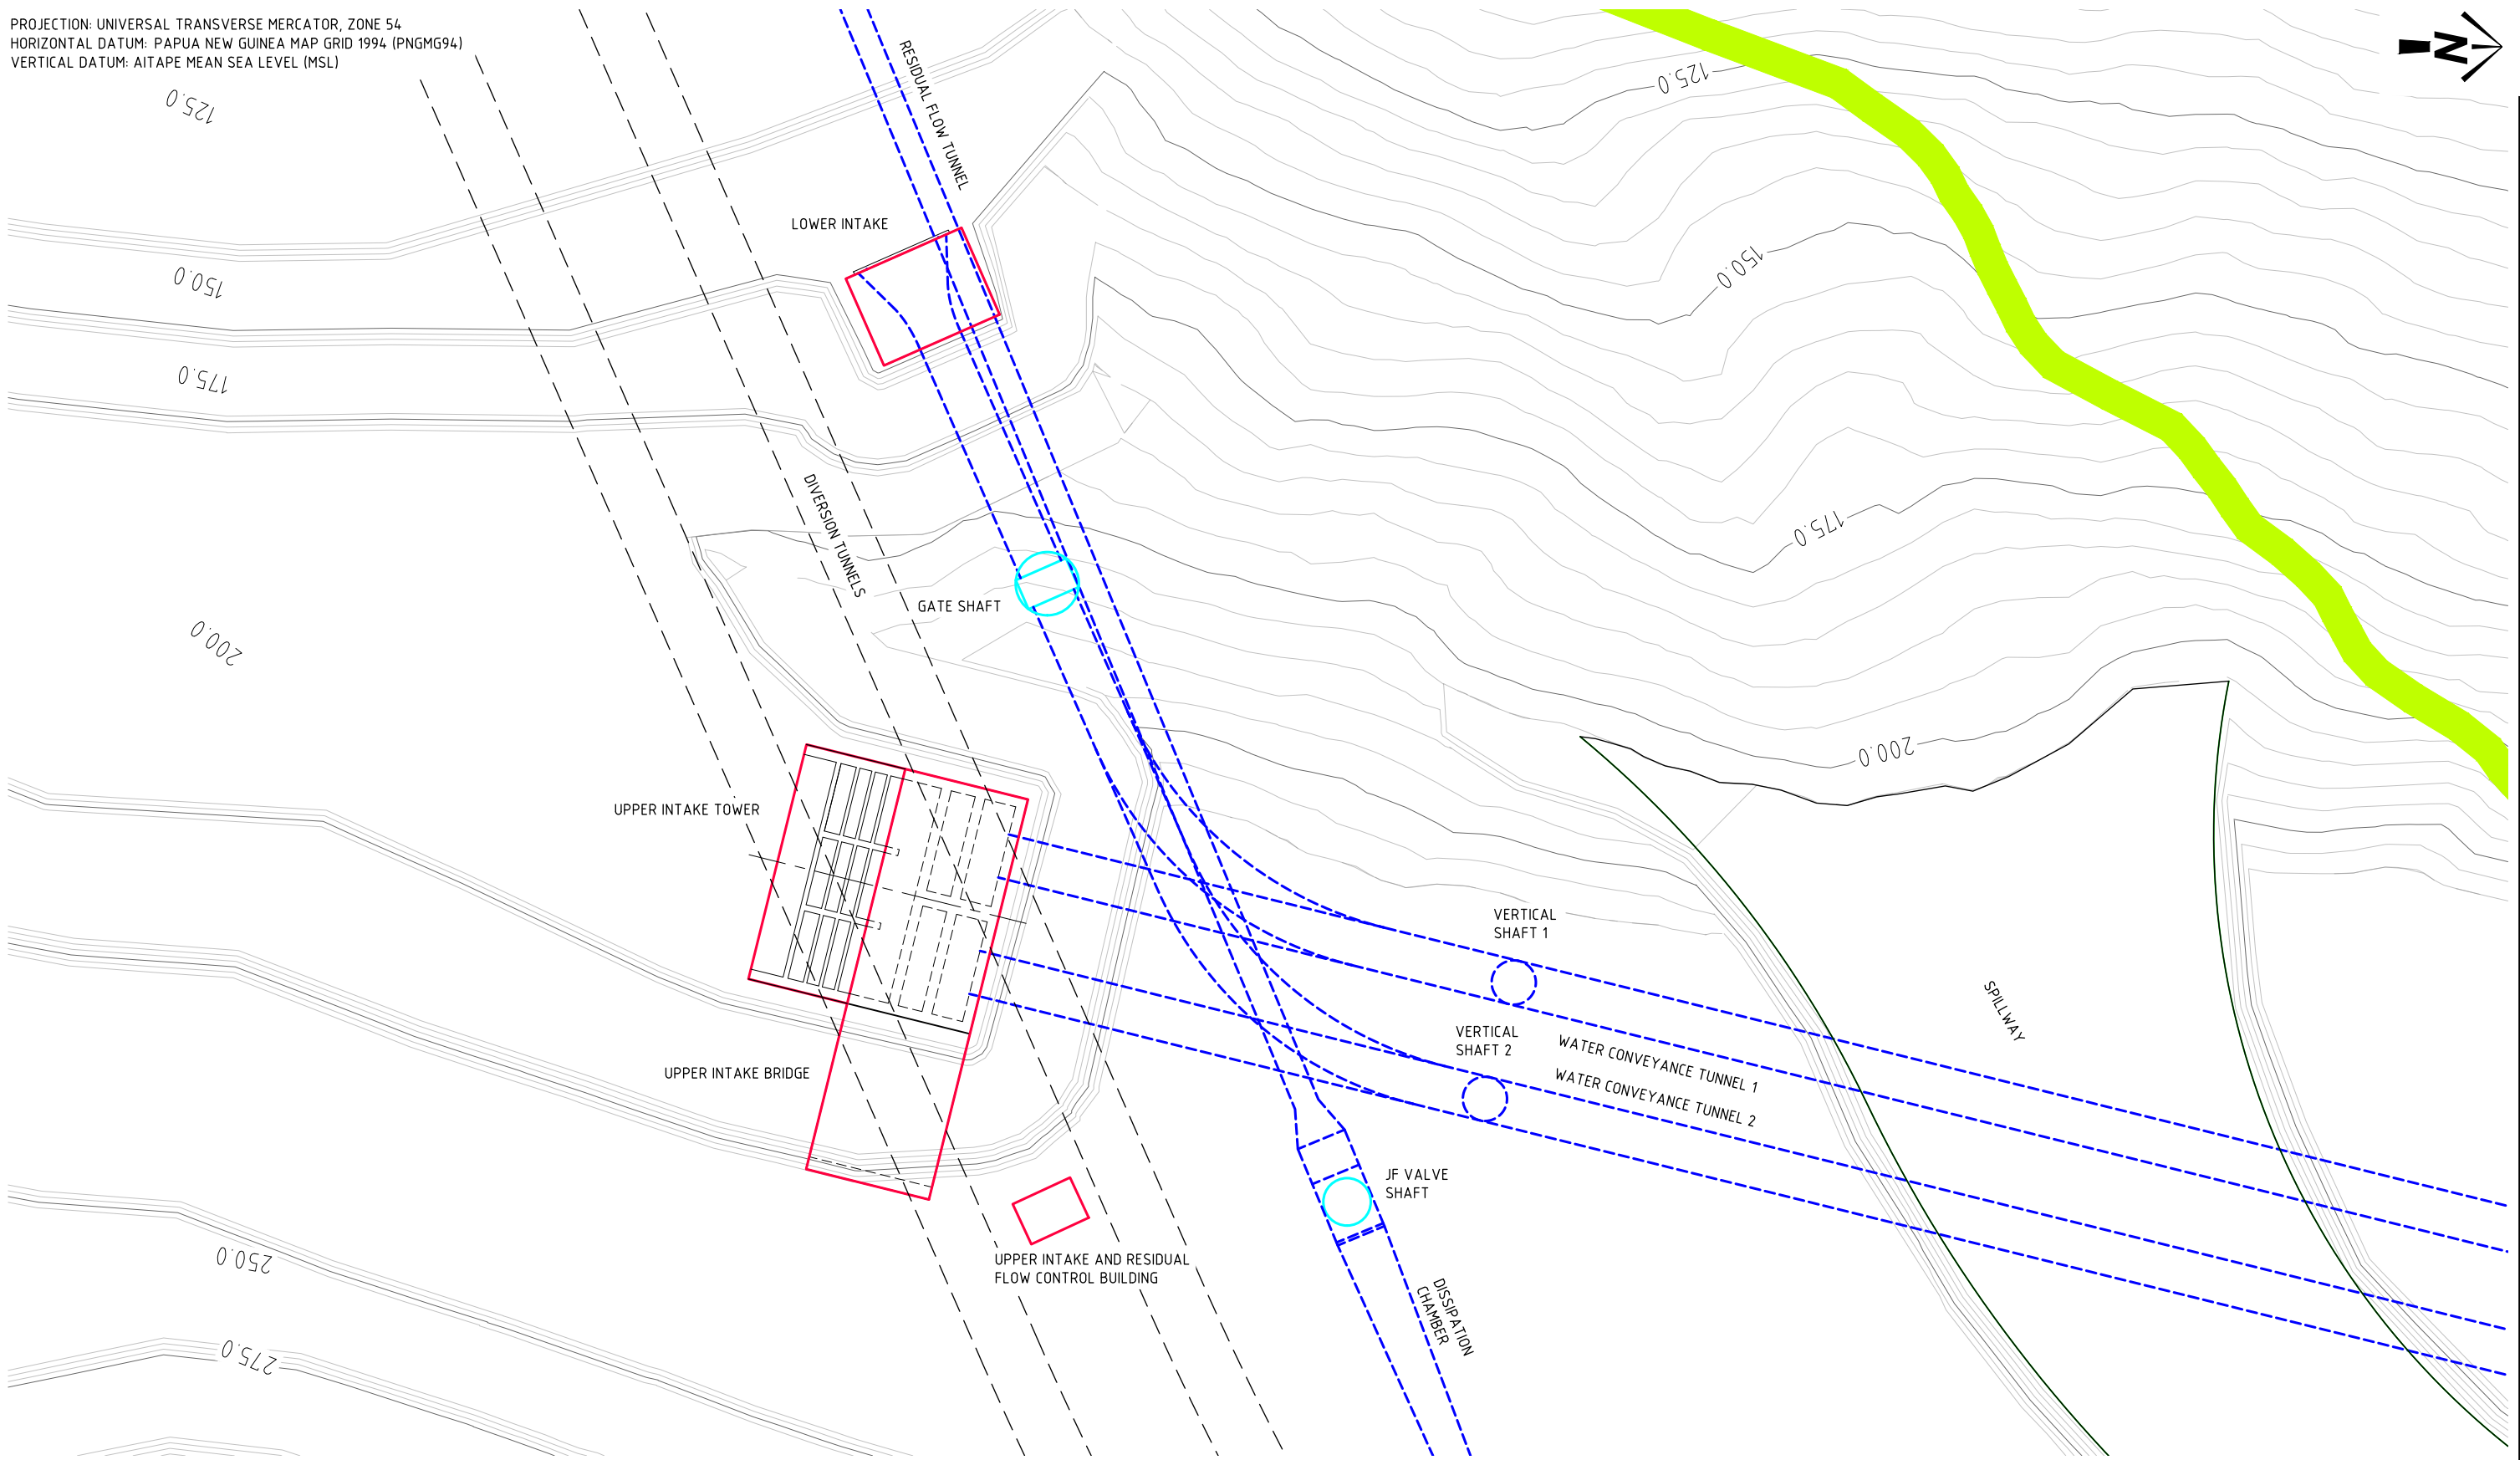 PROJECTION: UNIVERSAL TRANSVERSE MERCATOR, ZONE 54
HORIZONTAL DATUM: PAPUA NEW GUINEA MAP GRID 1994 (PNGMG94)
VERTICAL DATUM: AITAPE MEAN SEA LEVEL (MSL)
N
125.0
125.0
RESIDUAL FLOW TUNNEL
LOWER INTAKE
150.0
150.0
175.0
175.0
DIVERSION TUNNELS
GATE SHAFT
200.0
200.0
UPPER INTAKE TOWER
VERTICAL
SHAFT 1
SPILLWAY
VERTICAL
SHAFT 2
WATER CONVEYANCE TUNNEL 1
WATER CONVEYANCE TUNNEL 2
UPPER INTAKE BRIDGE
JF VALVE
SHAFT
UPPER INTAKE AND RESIDUAL
FLOW CONTROL BUILDING
250.0
DISSIPATION
CHAMBER
275.0